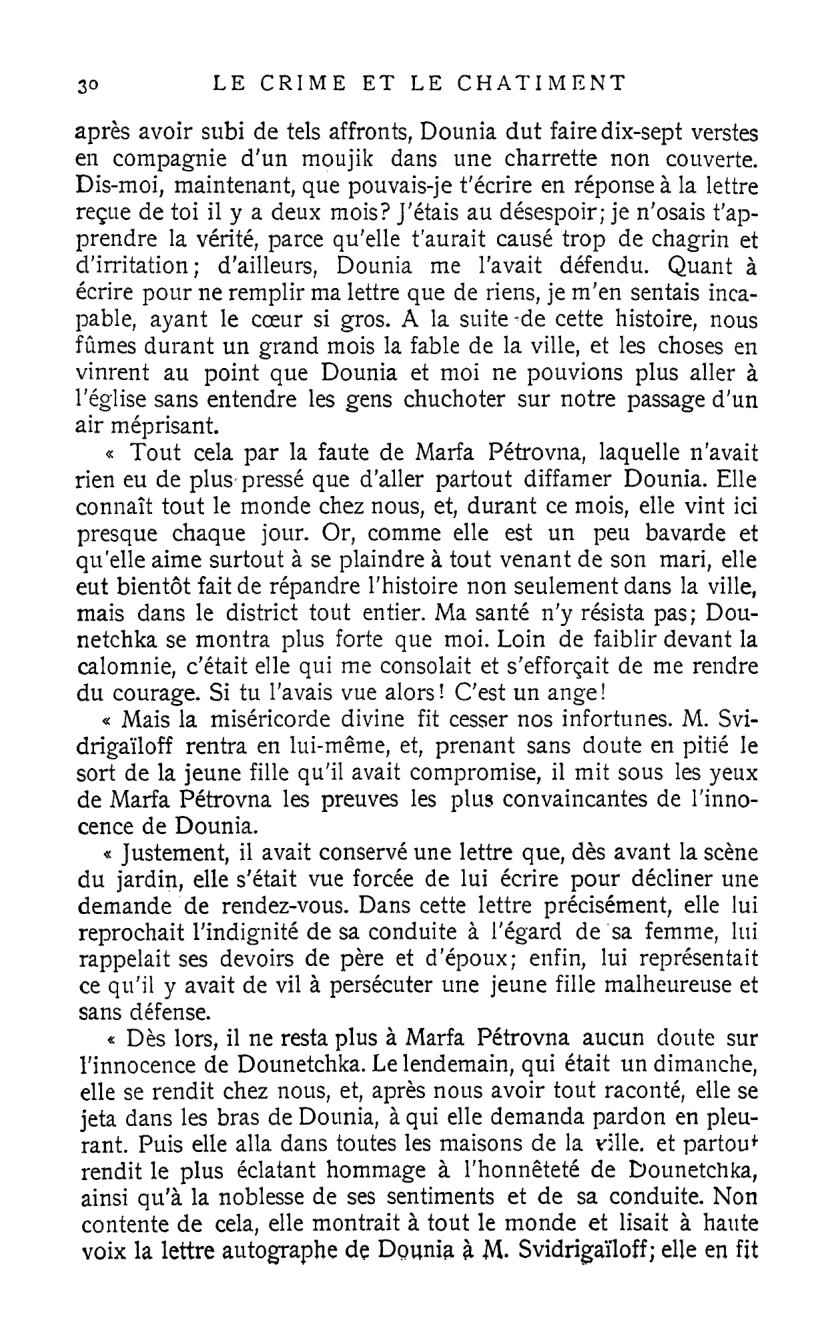 30 LE CRIME ET LE CHATIMENT
après avoir subi de tels affronts, Dounia dut faire dix-sept verstes
en compagnie d'un moujik dans une charrette non couverte.
Dis-moi, maintenant, que pouvais-je t'écrire en réponse à la lettre
reçue de toi il y a deux mois? J'étais au désespoir; je n'osais t'ap-
prendre la vérité, parce qu'elle t'aurait causé trop de chagrin et
d'irritation; d'ailleurs, Dounia me l'avait défendu. Quant à
écrire pour ne remplir ma lettre que de riens, je m'en sentais inca-
pable, ayant le cœur si gros. A la suite de cette histoire, nous
fûmes durant un grand mois la fable de la ville, et les choses en
vinrent au point que Dounia et moi ne pouvions plus aller à
l'église sans entendre les gens chuchoter sur notre passage d'un
air méprisant.
« Tout cela par la faute de Marfa Pétrovna, laquelle n'avait
rien eu de plus pressé que d'aller partout diffamer Dounia. Elle
connaît tout le monde chez nous, et, durant ce mois, elle vint ici
presque chaque jour. Or, comme elle est un peu bavarde et
qu'elle aime surtout à se plaindre à tout venant de son mari, elle
eut bientôt fait de répandre l'histoire non seulement dans la ville,
mais dans le district tout entier. Ma santé n'y résista pas; Dou-
netchka se montra plus forte que moi. Loin de faiblir devant la
calomnie, c'était elle qui me consolait et s'efforçait de me rendre
du courage. Si tu l'avais vue alors! C'est un ange!
« Mais la miséricorde divine fit cesser nos infortunes. M. Svi-
drigaïloff rentra en lui-même, et, prenant sans doute en pitié le
sort de la jeune fille qu'il avait compromise, il mit sous les yeux
de Marfa Pétrovna les preuves les plus convaincantes de l'inno-
cence de Dounia.
« Justement, il avait conservé une lettre que, dès avant la scène
du jardin, elle s'était vue forcée de lui écrire pour décliner une
demande de rendez-vous. Dans cette lettre précisément, elle lui
reprochait l'indignité de sa conduite à l'égard de sa femme, lui
rappelait ses devoirs de père et d'époux; enfin, lui représentait
ce qu'il y avait de vil à persécuter une jeune fille malheureuse et
sans défense.
« Dès lors, il ne resta plus à Marfa Pétrovna aucun doute sur
l'innocence de Dounetchka. Le lendemain, qui était un dimanche,
elle se rendit chez nous, et, après nous avoir tout raconté, elle se
jeta dans les bras de Dounia, à qui elle demanda pardon en pleu-
rant. Puis elle alla dans toutes les maisons de la ville. et partout
rendit le plus éclatant hommage à l'honnêteté de Dounetchka,
ainsi qu'à la noblesse de ses sentiments et de sa conduite. Non
contente de cela, elle montrait à tout le monde et lisait à haute
voix la lettre autographe de Dounia à M. Svidrigaïloff; elle en fit